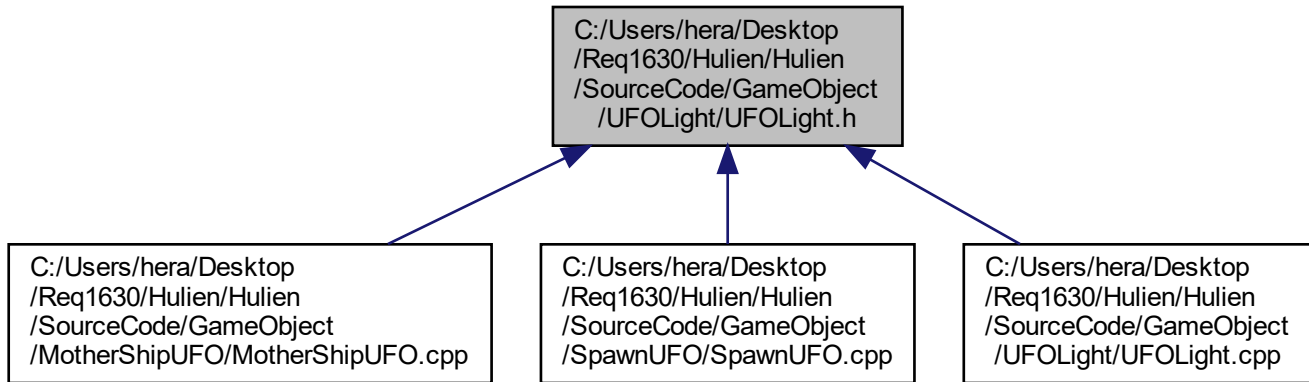 C:/Users/hera/Desktop
/Req1630/Hulien/Hulien
/SourceCode/GameObject
/UFOLight/UFOLight.h
C:/Users/hera/Desktop
/Req1630/Hulien/Hulien
/SourceCode/GameObject
/MotherShipUFO/MotherShipUFO.cpp
C:/Users/hera/Desktop
/Req1630/Hulien/Hulien
/SourceCode/GameObject
/SpawnUFO/SpawnUFO.cpp
C:/Users/hera/Desktop
/Req1630/Hulien/Hulien
/SourceCode/GameObject
/UFOLight/UFOLight.cpp